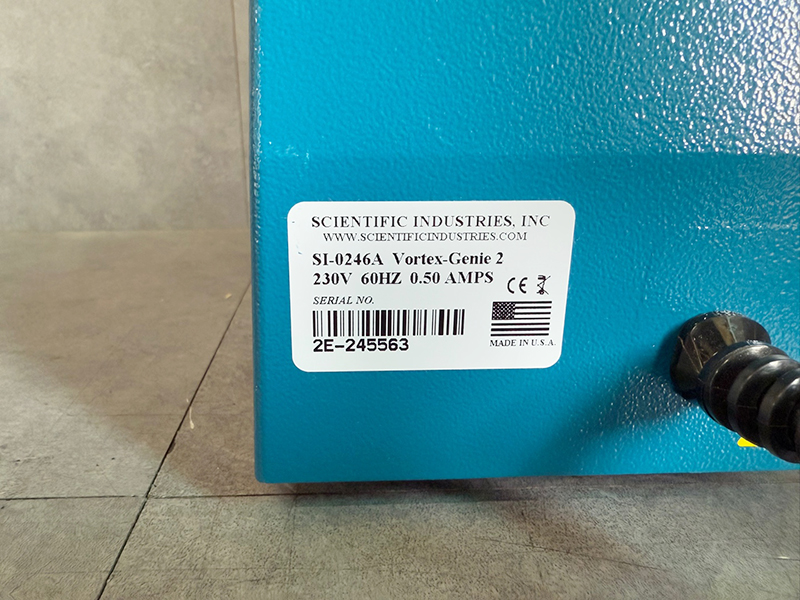 SCIENTIFIC INDUSTRIES, INC
WWW.SCIENTIFICINDUSTRIES.COM
SI-0246A Vortex-Genie 2
230V 60HZ 0.50 AMPS
CE
SERIAL NO.
2E-245563
MADE IN U.S.A.